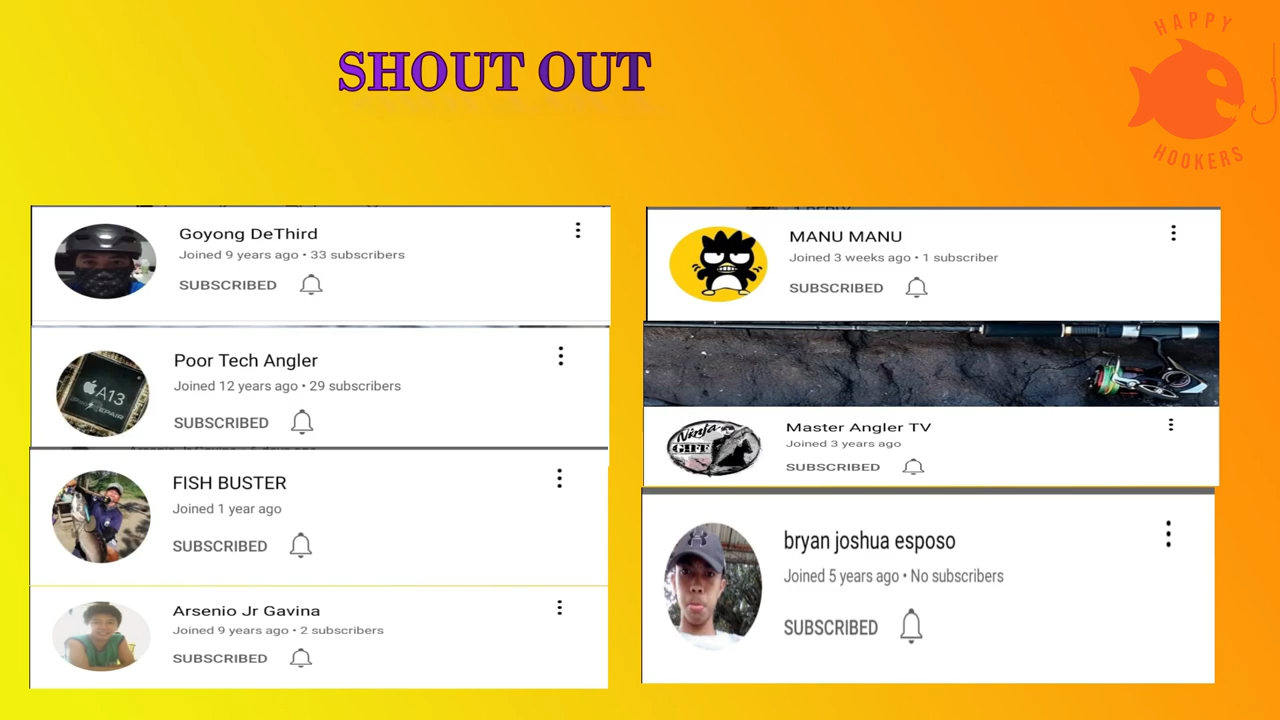 SHOUT OUT
HAPPY
HOOKERS
Goyong DeThird
Joined 9 years ago • 33 subscribers
SUBSCRIBED
Poor Tech Angler
Joined 12 years ago • 29 subscribers
SUBSCRIBED
A13
FISH BUSTER
Joined 1 year ago
SUBSCRIBED
Arsenio Jr Gavina
Joined 9 years ago • 2 subscribers
SUBSCRIBED
MANU MANU
Joined 3 weeks ago • 1 subscriber
SUBSCRIBED
Master Angler TV
Joined 3 years ago
SUBSCRIBED
Ninja
bryan joshua esposo
Joined 5 years ago • No subscribers
SUBSCRIBED